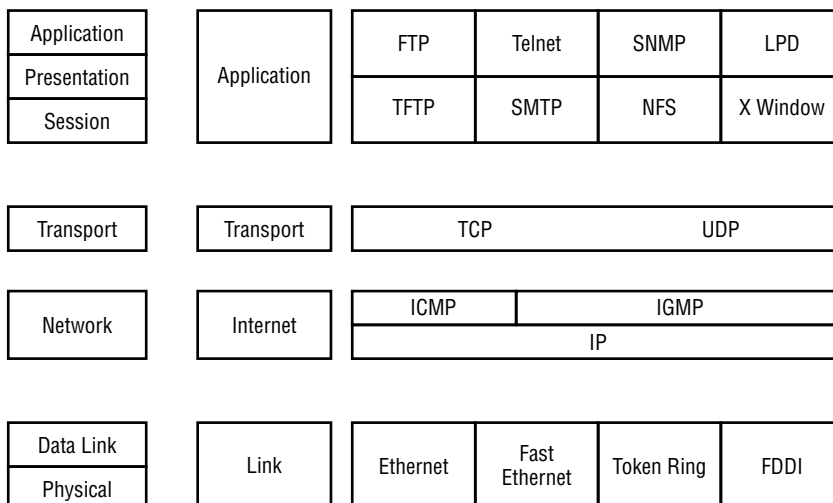 Application
Presentation
Session
Application
FTP Telnet SNMP LPD
TFTP SMTP NFS X Window
Transport
Transport
TCP UDP
Network
Internet
ICMP IGMP
IP
Data Link
Physical
Link
Ethernet Fast Ethernet Token Ring FDDI